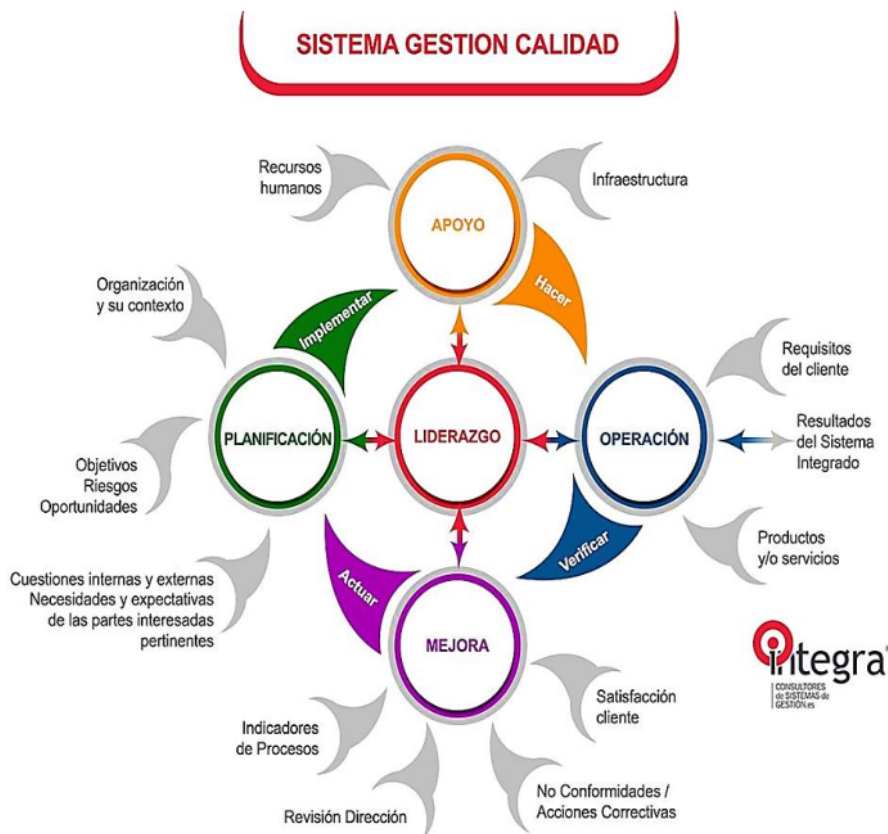 SISTEMA GESTION CALIDAD
Recursos
humanos
Infraestructura
APOYO
Implementar
Hacer
Organización
y su contexto
Requisitos
del cliente
PLANIFICACIÓN
LIDERAZGO
OPERACIÓN
Resultados
del Sistema
Integrado
Objetivos
Riesgos
Oportunidades
Productos
y/o servicios
Cuestiones internas y externas
Necesidades y expectativas
de las partes interesadas
pertinentes
Actuar
Verificar
MEJORA
integra
CONSULTORES
de SISTEMAS de
GESTIÓN.es
Satisfacción
cliente
Indicadores
de Procesos
No Conformidades /
Acciones Correctivas
Revisión Dirección